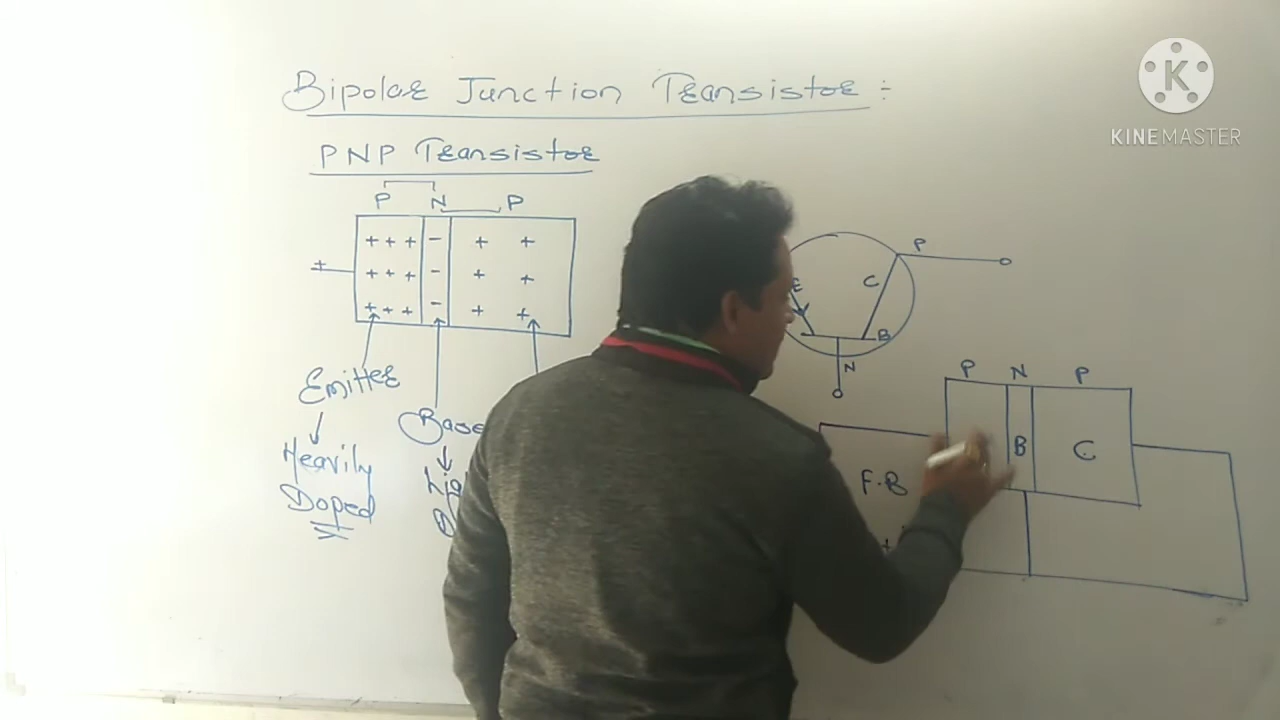 Bipolar Junction Transistor :-
PNP Transistor
P N P
+ + + - + +
+ + + + - + +
+ + + - + +
Emitter
Heavily
Doped
Base
E
C
P
B
N
P N P
B C
F.B
+
K
KINEMASTER